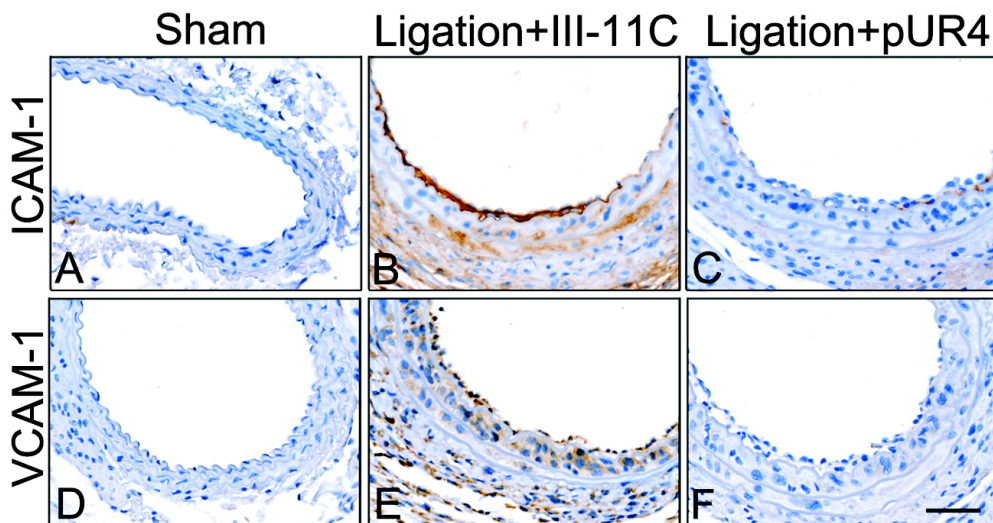 Sham Ligation+III-11C Ligation+pUR4
ICAM-1
A B C
VCAM-1
D E F